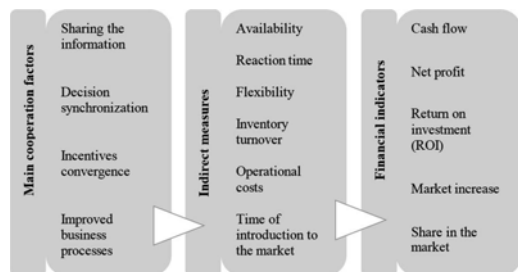 Main cooperation factors
Sharing the
information
Decision
synchronization
Incentives
convergence
Improved
business
processes
Indirect measures
Availability
Reaction time
Flexibility
Inventory
turnover
Operational
costs
Time of
introduction to
the market
Financial indicators
Cash flow
Net profit
Return on
investment
(ROI)
Market increase
Share in the
market